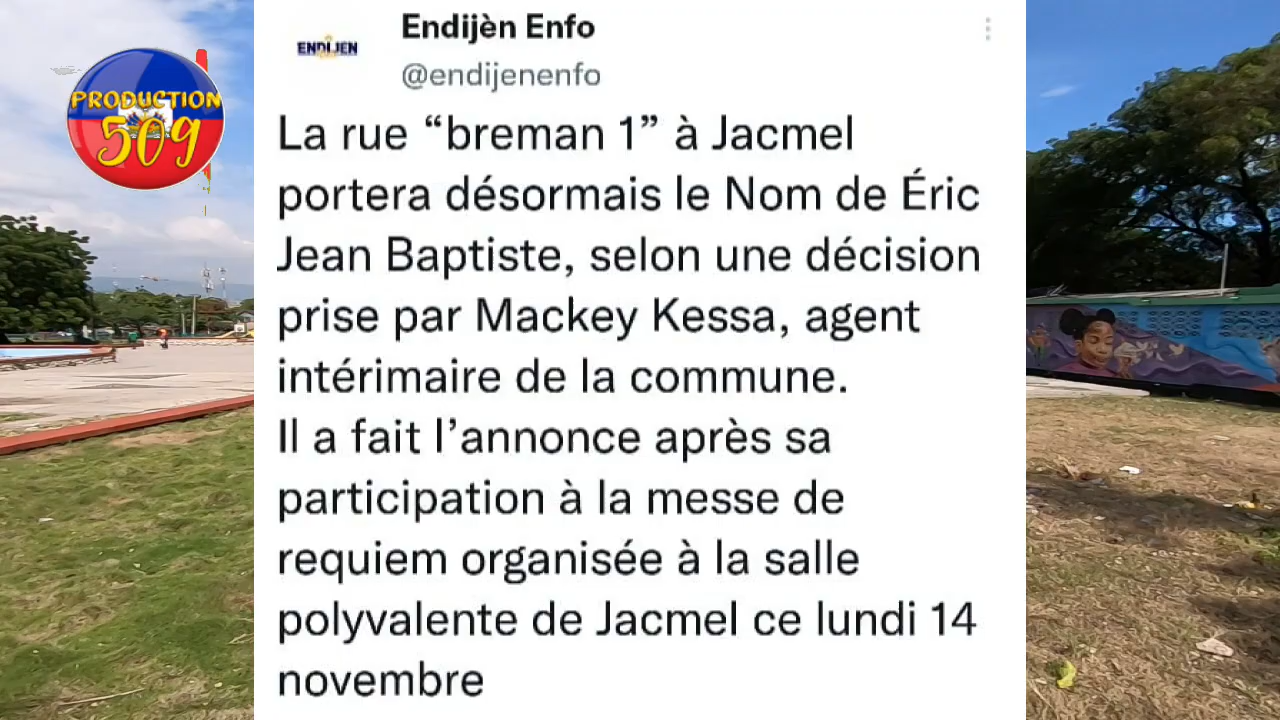 PRODUCTION
509
ENDIJEN
Endijèn Enfo
@endijenenfo
La rue “breman 1” à Jacmel
portera désormais le Nom de Éric
Jean Baptiste, selon une décision
prise par Mackey Kessa, agent
intérimaire de la commune.
Il a fait l’annonce après sa
participation à la messe de
requiem organisée à la salle
polyvalente de Jacmel ce lundi 14
novembre